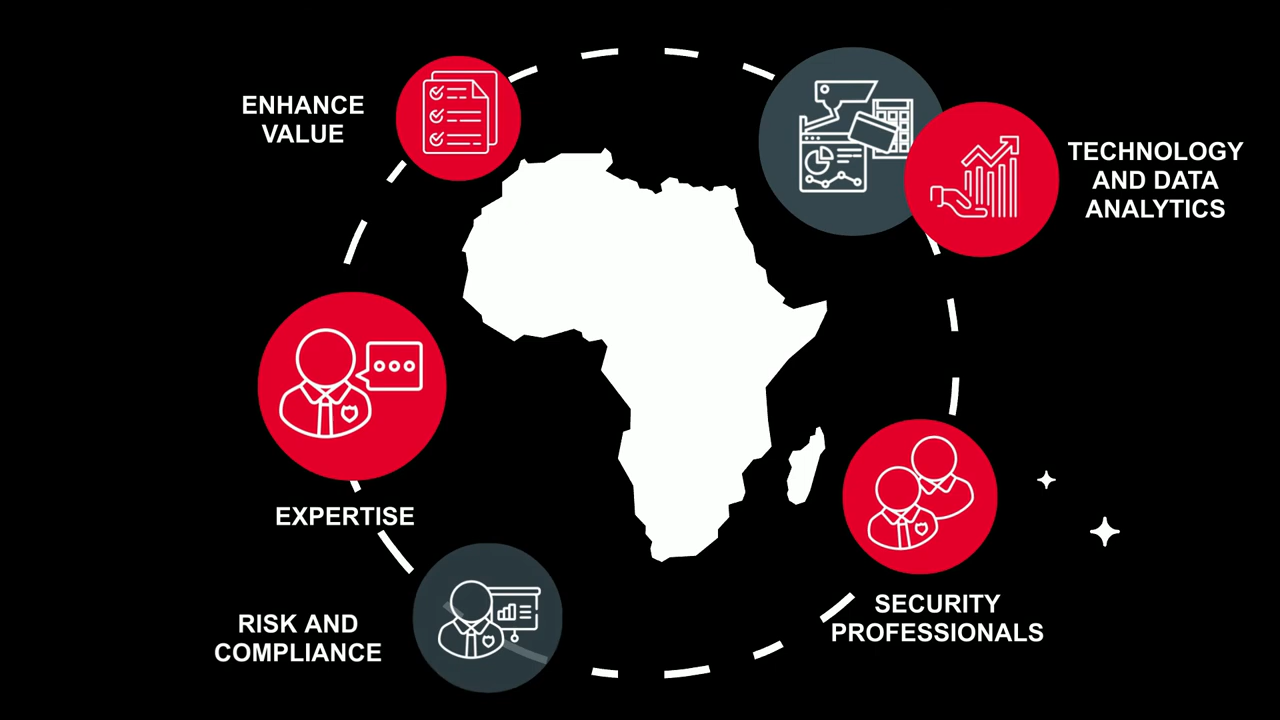 ENHANCE
VALUE
TECHNOLOGY
AND DATA
ANALYTICS
EXPERTISE
SECURITY
PROFESSIONALS
RISK AND
COMPLIANCE